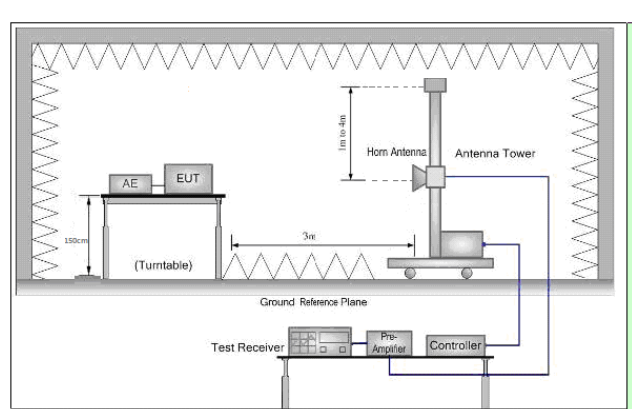 1m to 4m
Horn Antenna
Antenna Tower
AE
EUT
150cm
3m
(Turntable)
Ground Reference Plane
Test Receiver
Pre-
Amplifier
Controller